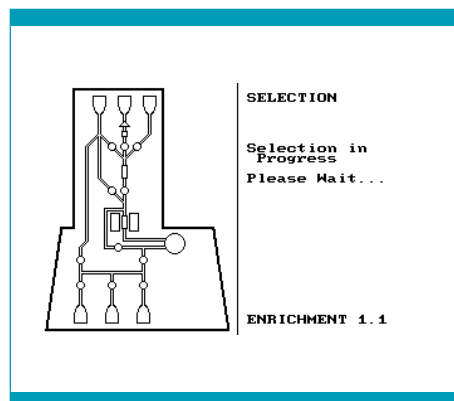 SELECTION
Selection in
Progress
Please Wait...
ENRICHMENT 1.1